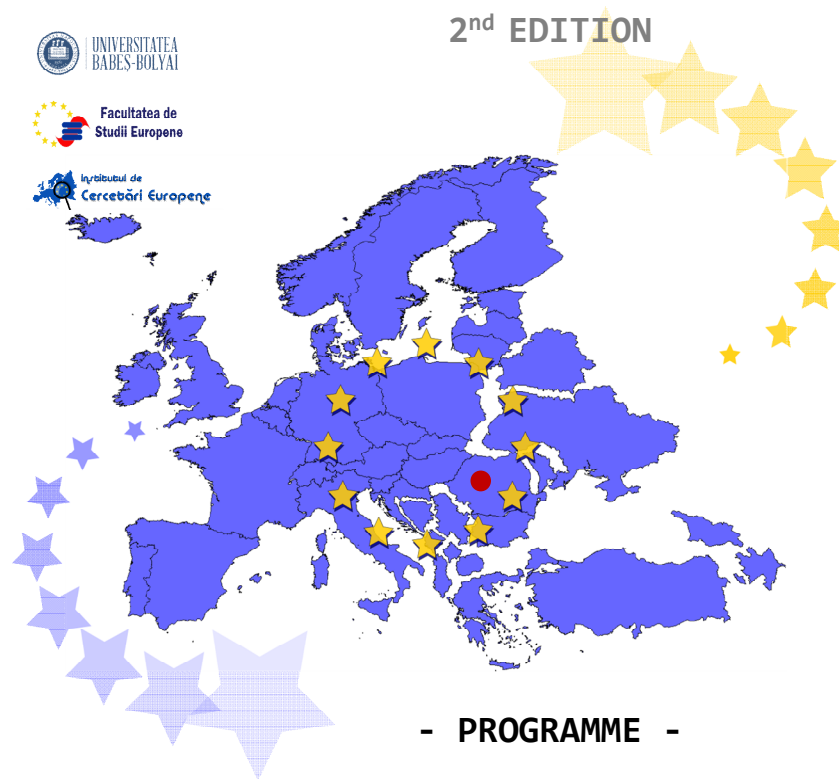 2nd EDITION
UNIVERSITATEA
BABEȘ-BOLYAI
Facultatea de
Studii Europene
Institutul de
Cercetări Europene
- PROGRAMME -